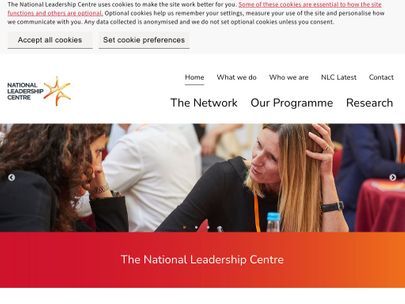 The National Leadership Centre uses cookies to make the site work better for you. Some of these cookies are essential to how the site
functions and others are optional. Optional cookies help us remember your settings, measure your use of the site and personalise how
we communicate with you. Any data collected is anonymised and we do not set optional cookies unless you consent.
Accept all cookies
Set cookie preferences
NATIONAL
LEADERSHIP
CENTRE
Home What we do Who we are NLC Latest Contact
The Network Our Programme Research
The National Leadership Centre